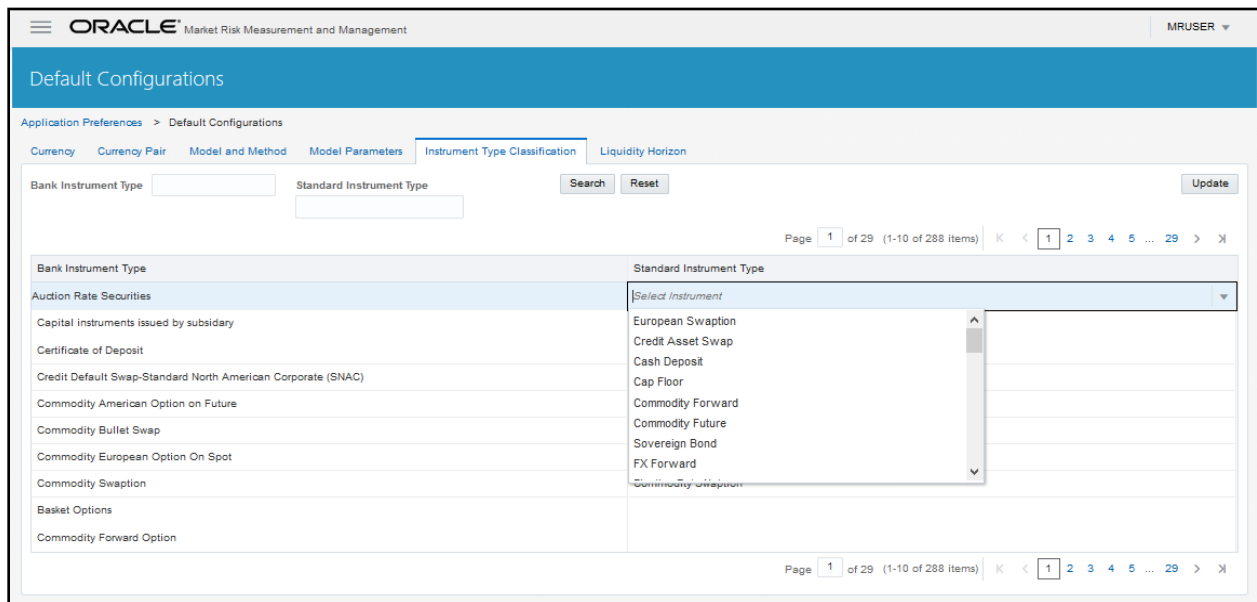 ORACLE® Market Risk Measurement and Management
MRUSER
Default Configurations
Application Preferences > Default Configurations
Currency Currency Pair Model and Method Model Parameters Instrument Type Classification Liquidity Horizon
Bank Instrument Type Standard Instrument Type Search Reset Update
Page 1 of 29 (1-10 of 288 items) K < 1 2 3 4 5 ... 29 > >|
Bank Instrument Type Standard Instrument Type
Auction Rate Securities Select Instrument
Capital instruments issued by subsidary European Swaption
Credit Asset Swap
Certificate of Deposit Cash Deposit
Credit Default Swap-Standard North American Corporate (SNAC) Cap Floor
Commodity American Option on Future Commodity Forward
Commodity Bullet Swap Commodity Future
Sovereign Bond
Commodity European Option On Spot FX Forward
Commodity Swaption Commodity Swaption
Basket Options
Commodity Forward Option
Page 1 of 29 (1-10 of 288 items) K < 1 2 3 4 5 ... 29 > >|